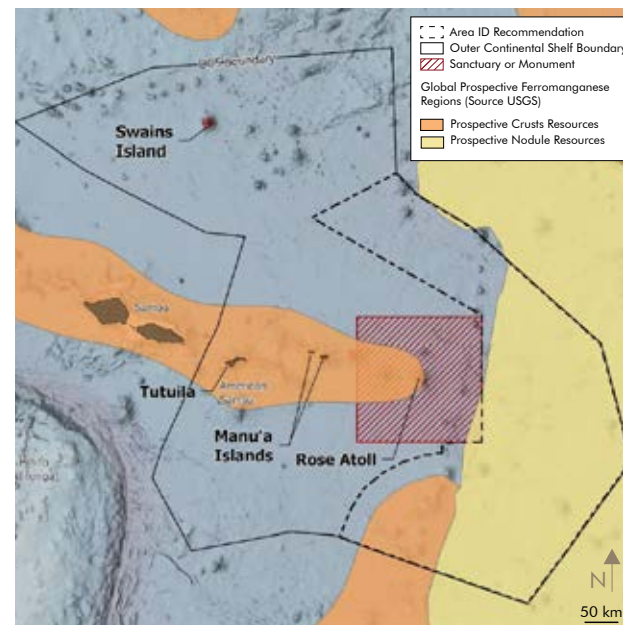 Area ID Recommendation
Outer Continental Shelf Boundary
Sanctuary or Monument
Global Prospective Ferromanganese
Regions (Source USGS)
Prospective Crusts Resources
Prospective Nodule Resources
Boundary
Swains
Island
Samoa
Tutuila
American
Samoa
Manu'a
Islands
Rose Atoll
N
50 km